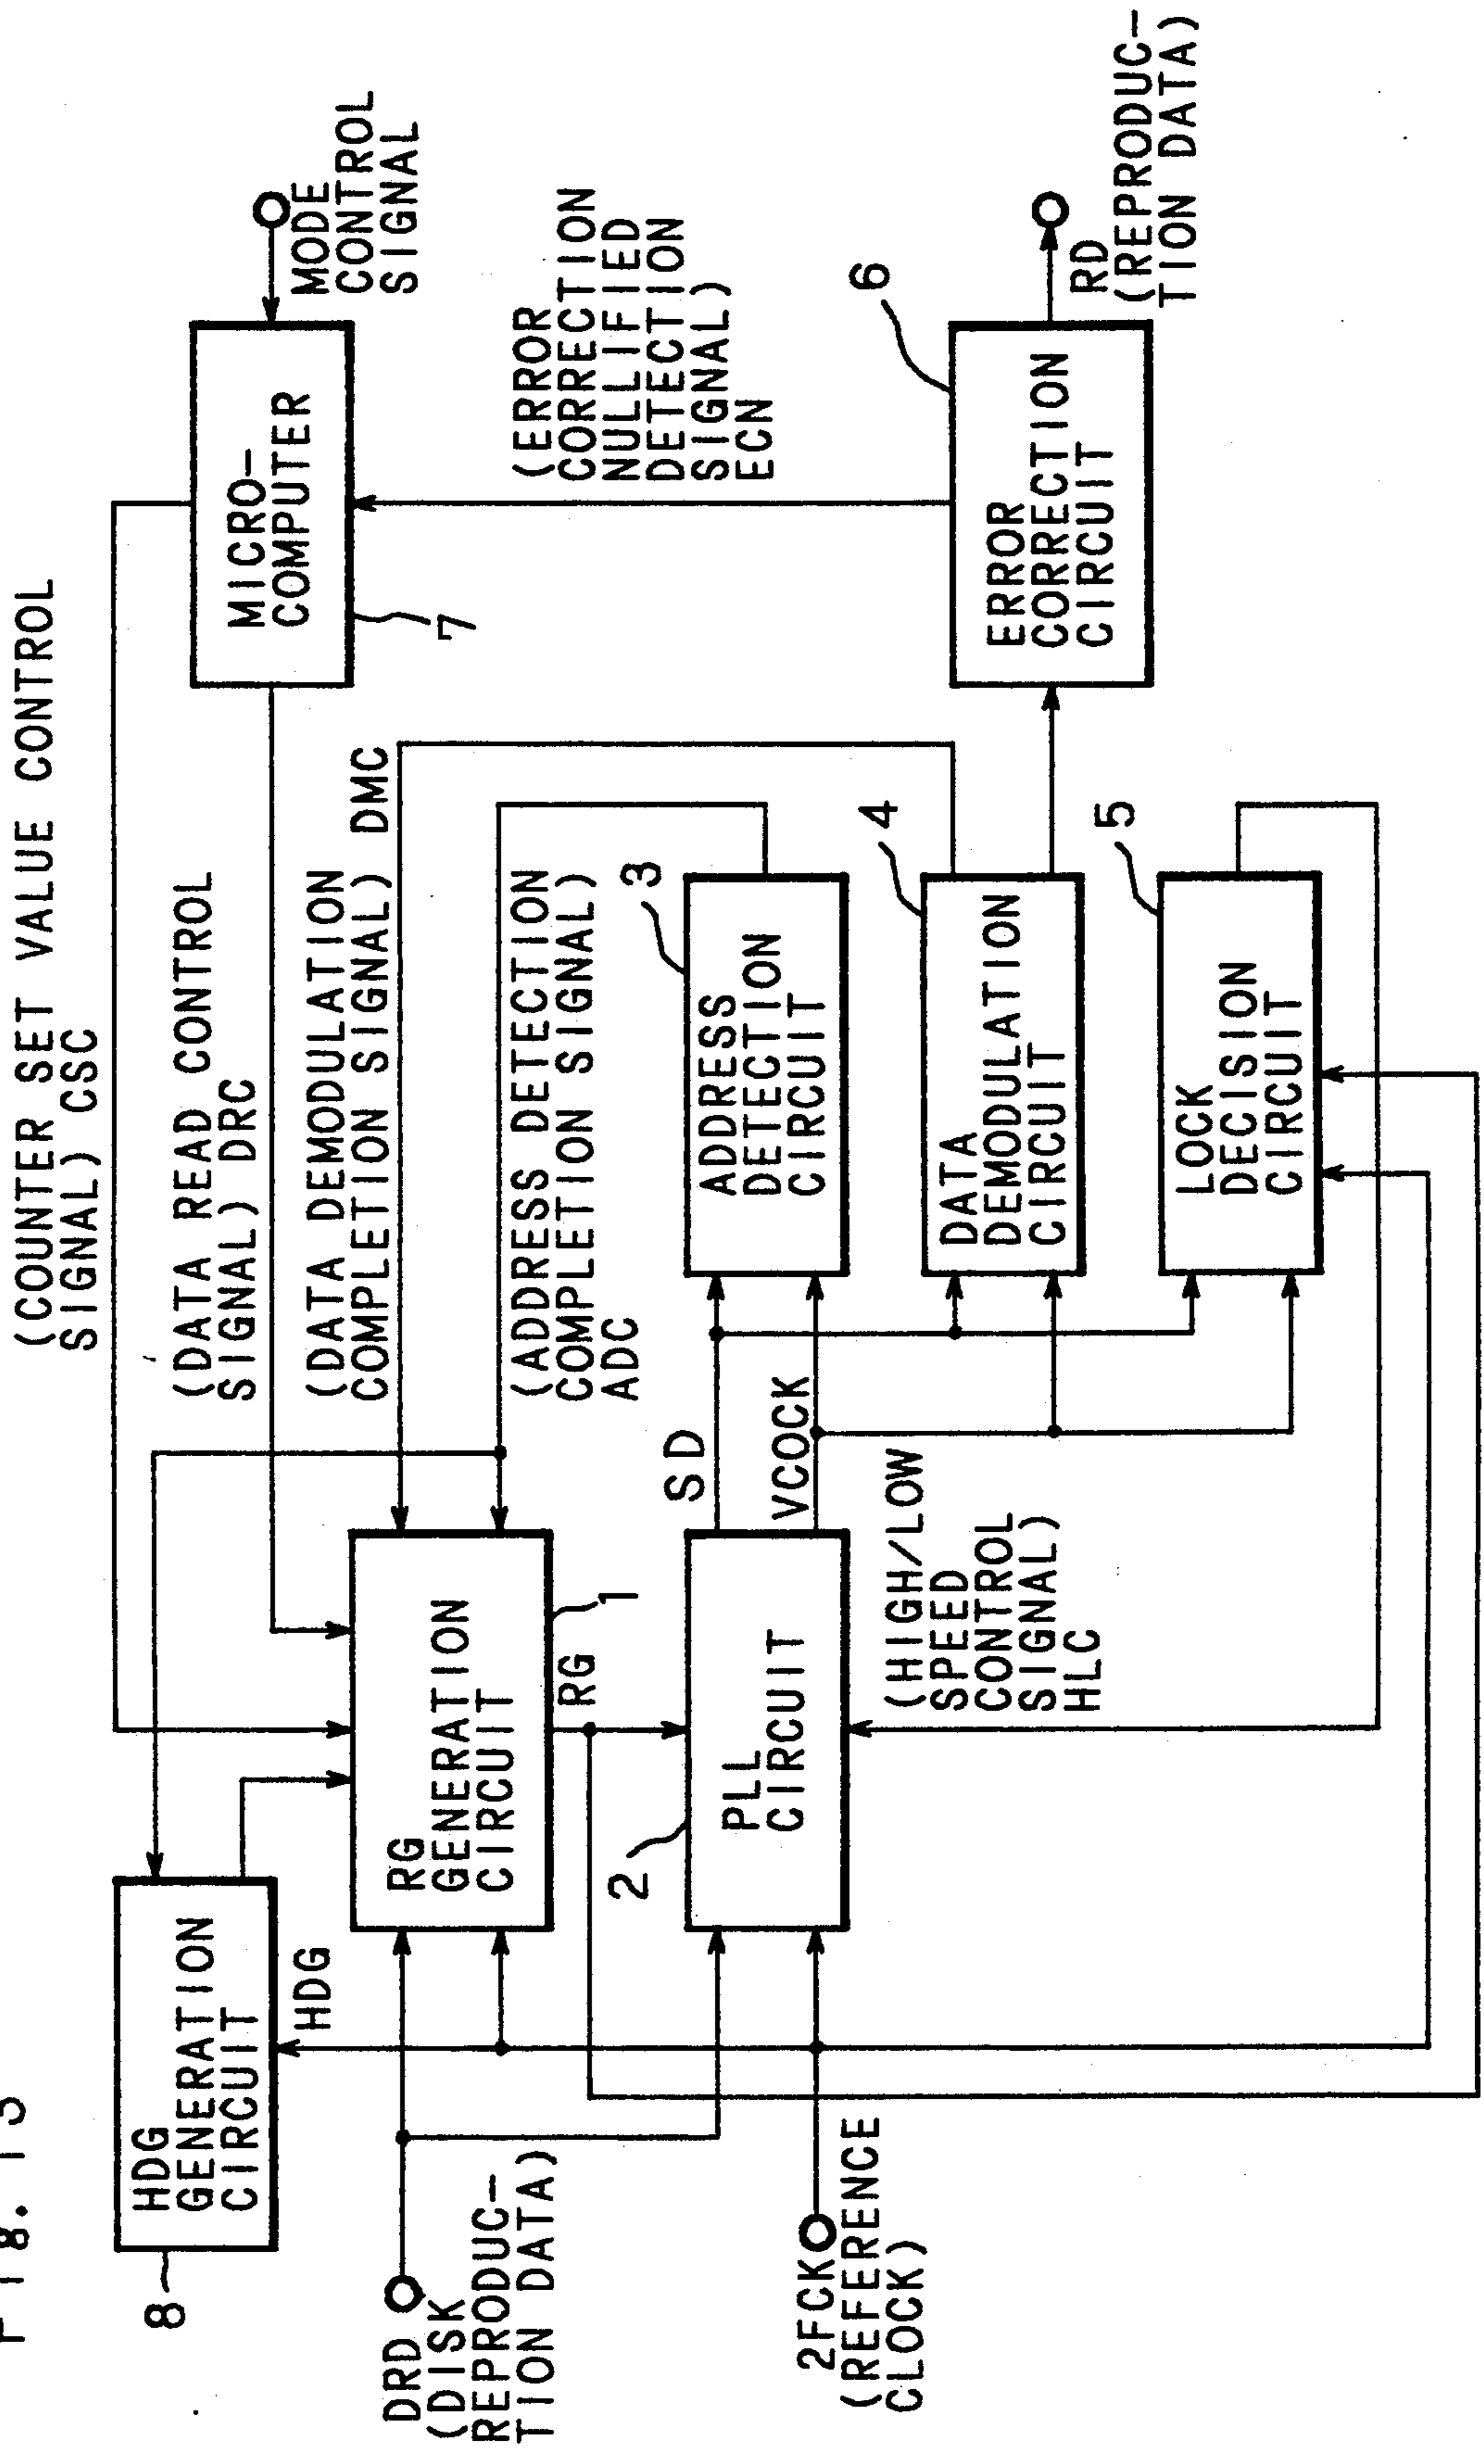 Fig. 13
(COUNTER SET VALUE CONTROL
SIGNAL) CSC
(DATA READ CONTROL
SIGNAL) DRC
(DATA DEMODULATION
COMPLETION SIGNAL) DMC
(ADDRESS DETECTION
COMPLETION SIGNAL)
ADC
8
HDG
GENERATION
CIRCUIT
HDG
MICRO-
COMPUTER
7
MODE
CONTROL
SIGNAL
DRD
(DISK
REPRODUC-
TION DATA)
RG
GENERATION
CIRCUIT
1
RG
(ERROR
CORRECTION
NULLIFIED
DETECTION
SIGNAL)
ECN
2
PLL
CIRCUIT
SD
VCOCK
3
ADDRESS
DETECTION
CIRCUIT
2FCK
(REFERENCE
CLOCK)
(HIGH/LOW
SPEED
CONTROL
SIGNAL)
HLC
4
DATA
DEMODULATION
CIRCUIT
6
ERROR
CORRECTION
CIRCUIT
RD
(REPRODUC-
TION DATA)
5
LOCK
DECISION
CIRCUIT